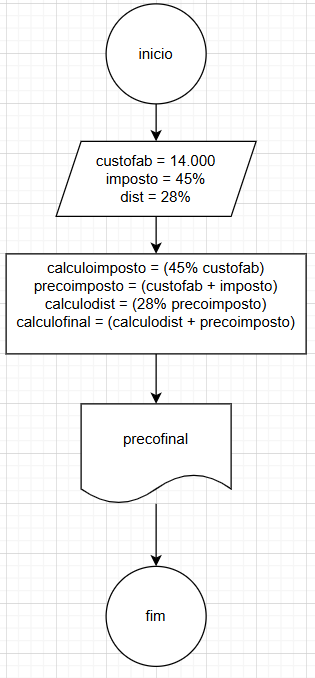 inicio
custofab = 14.000
imposto = 45%
dist = 28%
calculoimposto = (45% custofab)
precoimposto = (custofab + imposto)
calculodist = (28% precoimposto)
calculofinal = (calculodist + precoimposto)
precofinal
fim